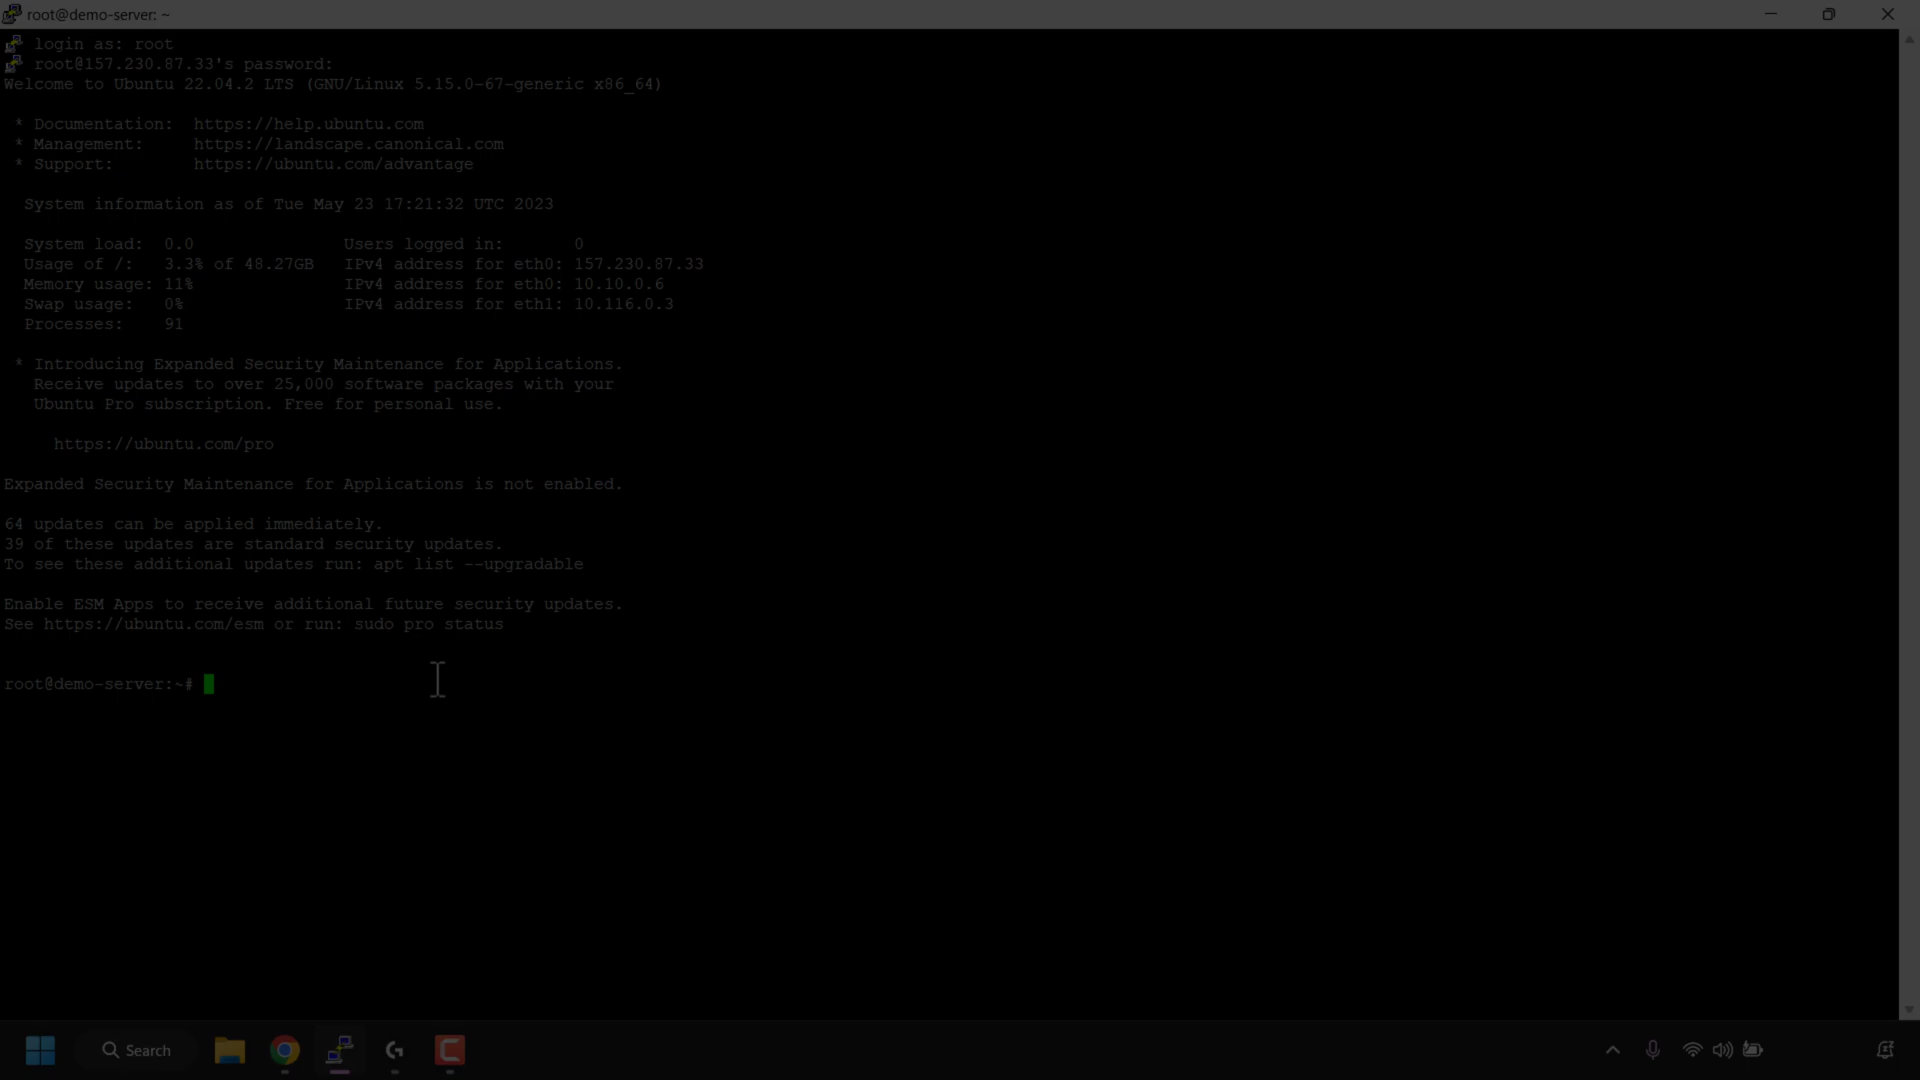 root@demo-server: ~
login as: root
root@157.230.87.33's password:
Welcome to Ubuntu 22.04.2 LTS (GNU/Linux 5.15.0-67-generic x86_64)
* Documentation: https://help.ubuntu.com
* Management: https://landscape.canonical.com
* Support: https://ubuntu.com/advantage
System information as of Tue May 23 17:21:32 UTC 2023
System load: 0.0 Users logged in: 0
Usage of /: 3.3% of 48.27GB IPv4 address for eth0: 157.230.87.33
Memory usage: 11% IPv4 address for eth0: 10.10.0.6
Swap usage: 0% IPv4 address for eth1: 10.116.0.3
Processes: 91
* Introducing Expanded Security Maintenance for Applications.
Receive updates to over 25,000 software packages with your
Ubuntu Pro subscription. Free for personal use.
https://ubuntu.com/pro
Expanded Security Maintenance for Applications is not enabled.
64 updates can be applied immediately.
39 of these updates are standard security updates.
To see these additional updates run: apt list --upgradable
Enable ESM Apps to receive additional future security updates.
See https://ubuntu.com/esm or run: sudo pro status
root@demo-server:~#
Search